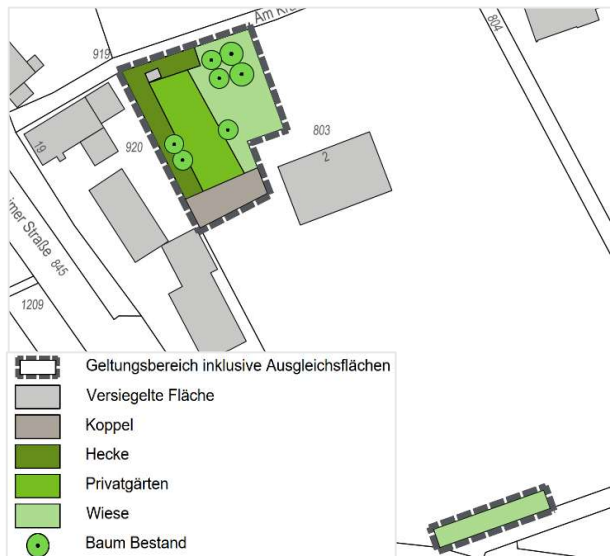 Am Kr
804
919
803
2
920
19
imer Straße
845
1209
Geltungsbereich inklusive Ausgleichsflächen
Versiegelte Fläche
Koppel
Hecke
Privatgärten
Wiese
Baum Bestand